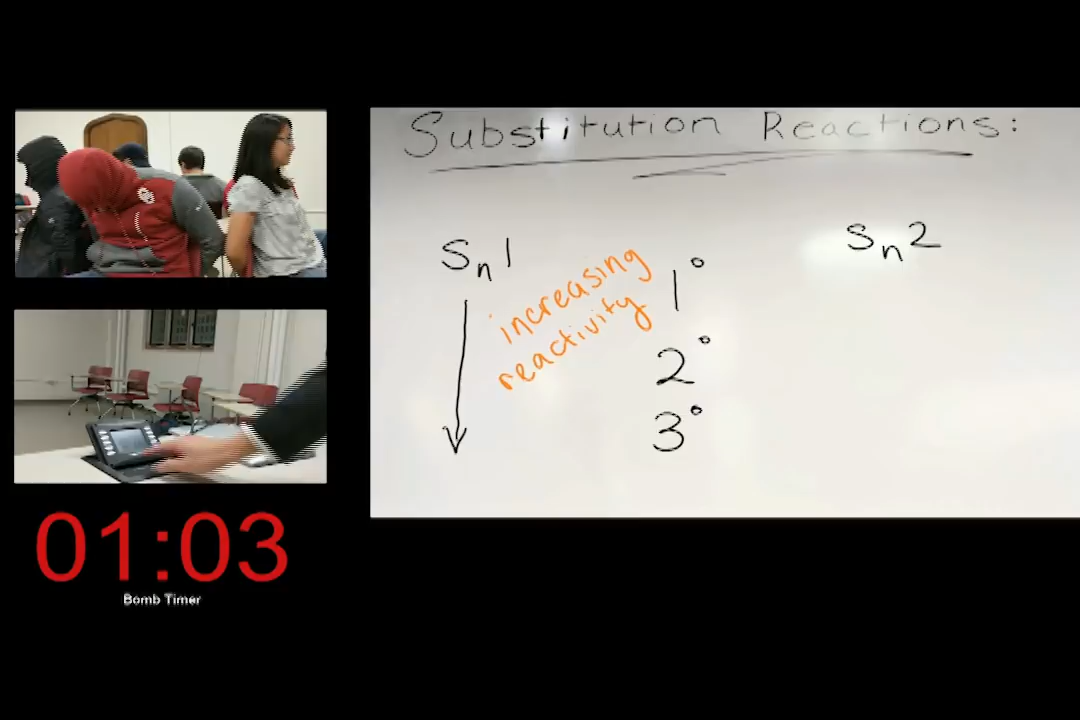 Substitution Reactions:
Sn1
Sn2
increasing
reactivity
1°
2°
3°
01:03
Bomb Timer